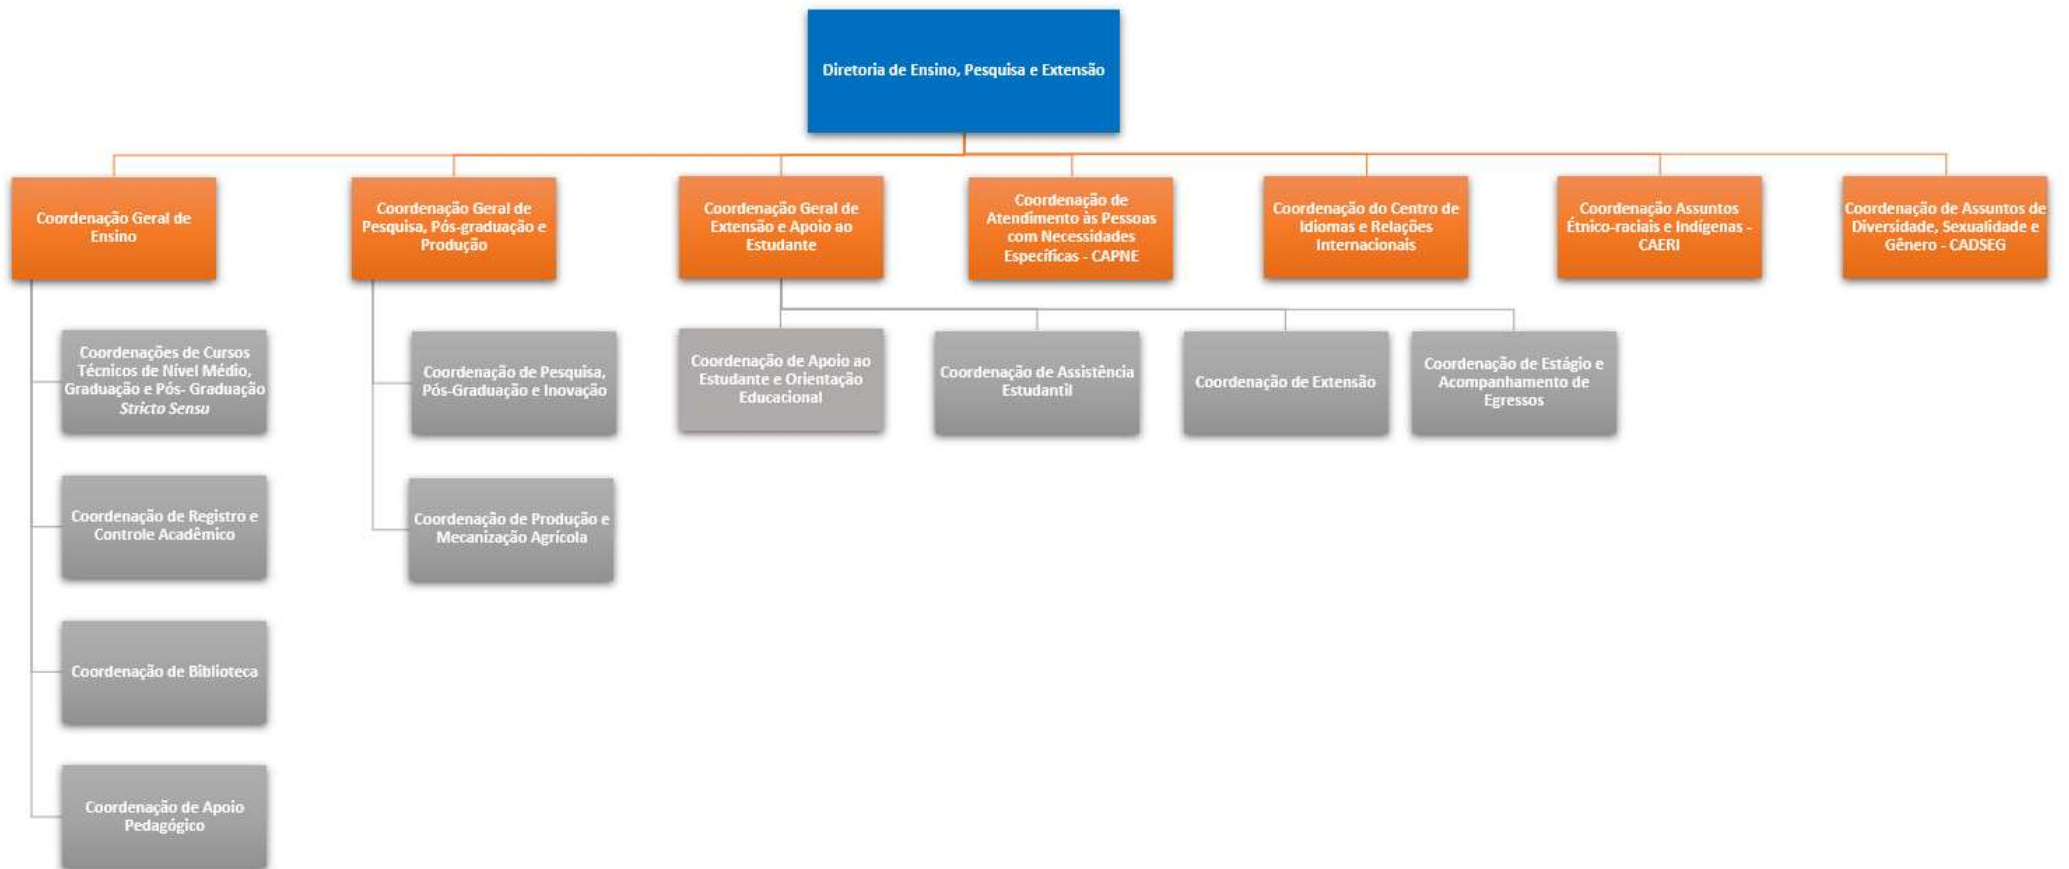 Diretoria de Ensino, Pesquisa e Extensão
Coordenação Geral de
Ensino
Coordenação Geral de
Pesquisa, Pós-graduação e
Produção
Coordenação Geral de
Extensão e Apoio ao
Estudante
Coordenação de
Atendimento às Pessoas
com Necessidades
Específicas - CAPNE
Coordenação do Centro de
Idiomas e Relações
Internacionais
Coordenação Assuntos
Étnico-raciais e Indígenas -
CAERI
Coordenação de Assuntos de
Diversidade, Sexualidade e
Gênero - CADSEG
Coordenações de Cursos
Técnicos de Nível Médio,
Graduação e Pós- Graduação
Stricto Sensu
Coordenação de Registro e
Controle Acadêmico
Coordenação de Biblioteca
Coordenação de Apoio
Pedagógico
Coordenação de Pesquisa,
Pós-Graduação e Inovação
Coordenação de Produção e
Mecanização Agrícola
Coordenação de Apoio ao
Estudante e Orientação
Educacional
Coordenação de Assistência
Estudantil
Coordenação de Extensão
Coordenação de Estágio e
Acompanhamento de
Egressos